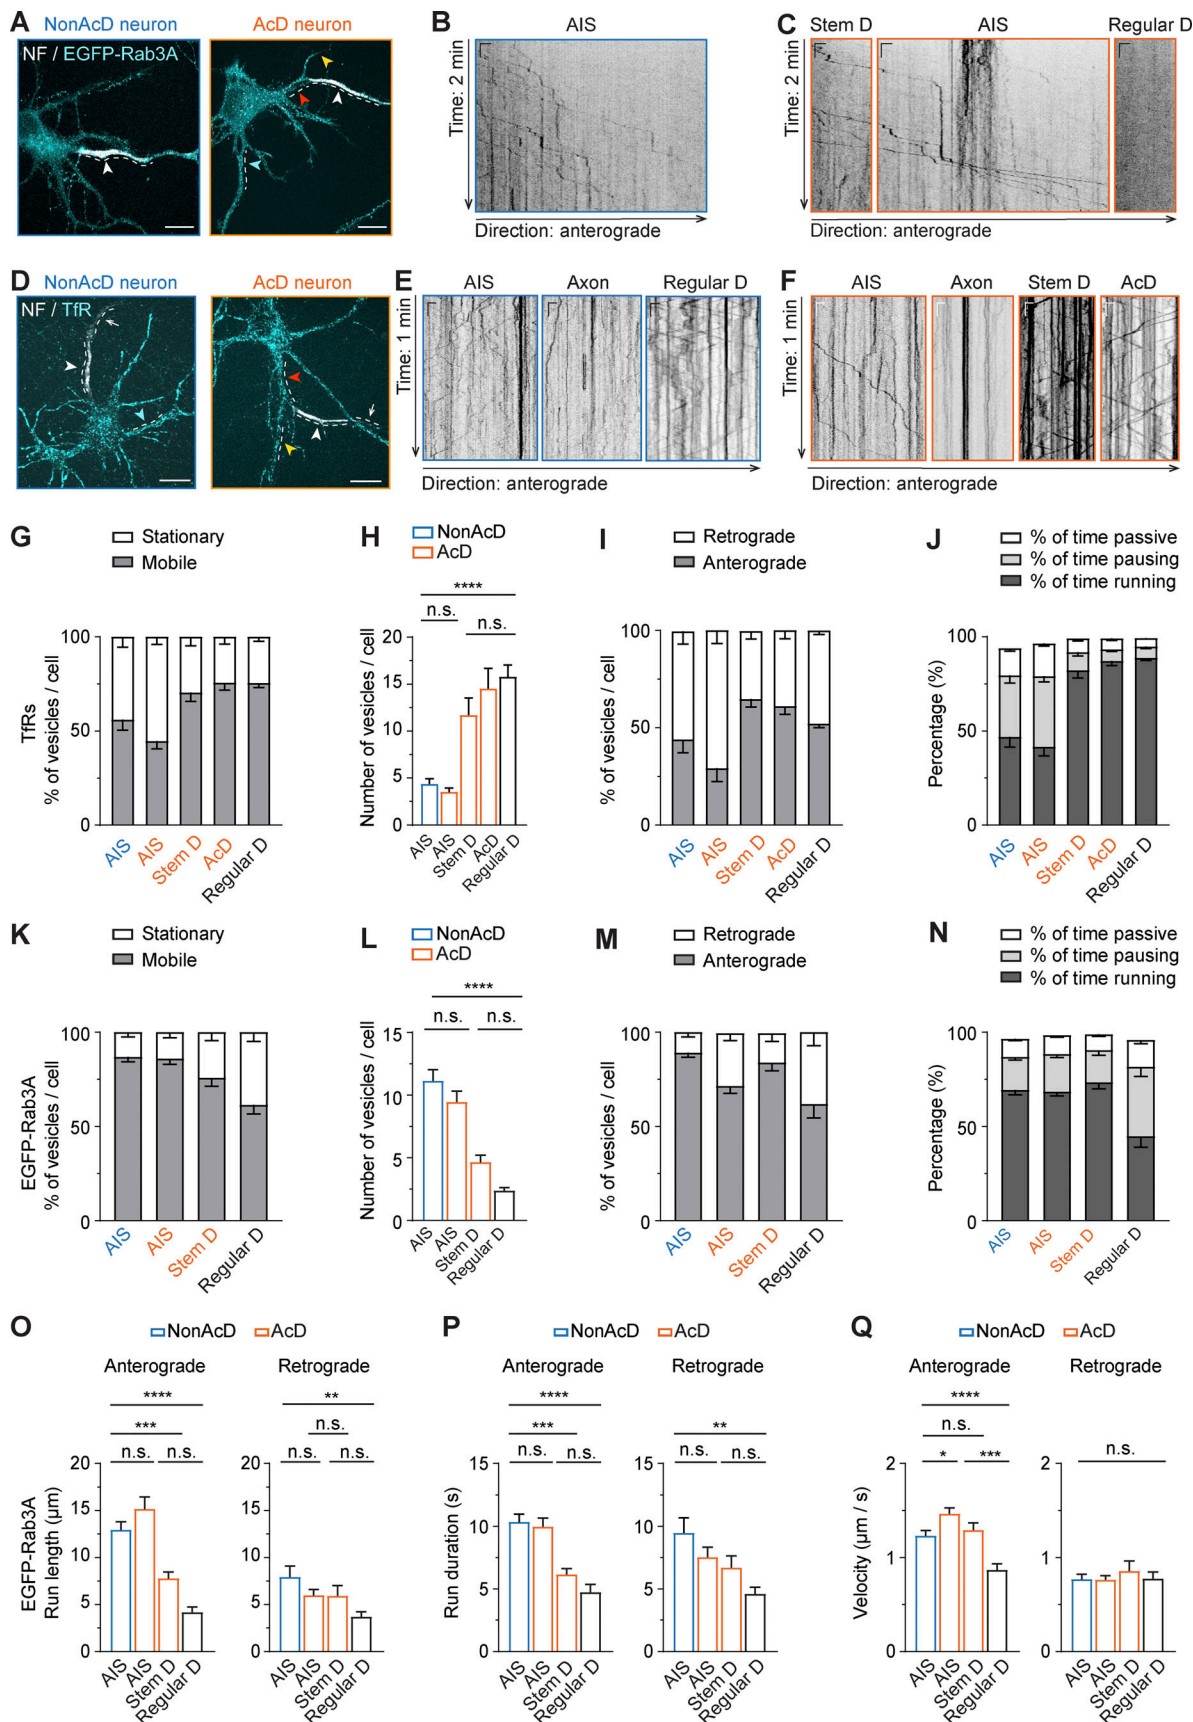 A
NonAcD neuron
AcD neuron
NF / EGFP-Rab3A
B
AIS
Time: 2 min
Direction: anterograde
C
Stem D
AIS
Regular D
Time: 2 min
Direction: anterograde
D
NonAcD neuron
AcD neuron
NF / TfR
E
AIS
Axon
Regular D
Time: 1 min
Direction: anterograde
F
AIS
Axon
Stem D
AcD
Time: 1 min
Direction: anterograde
G
Stationary
Mobile
TfRs
% of vesicles / cell
100
50
0
AIS
AIS
Stem D
AcD
Regular D
H
NonAcD
AcD
****
n.s.
n.s.
Number of vesicles / cell
20
15
10
5
0
AIS
AIS
Stem D
AcD
Regular D
I
Retrograde
Anterograde
% of vesicles / cell
100
50
0
AIS
AIS
Stem D
AcD
Regular D
J
% of time passive
% of time pausing
% of time running
Percentage (%)
100
50
0
AIS
AIS
Stem D
AcD
Regular D
K
Stationary
Mobile
EGFP-Rab3A
% of vesicles / cell
100
50
0
AIS
AIS
Stem D
Regular D
L
NonAcD
AcD
****
n.s.
n.s.
Number of vesicles / cell
15
10
5
0
AIS
AIS
Stem D
Regular D
M
Retrograde
Anterograde
% of vesicles / cell
100
50
0
AIS
AIS
Stem D
Regular D
N
% of time passive
% of time pausing
% of time running
Percentage (%)
100
50
0
AIS
AIS
Stem D
Regular D
O
NonAcD
AcD
Anterograde
Retrograde
****
***
n.s.
n.s.
**
n.s.
n.s.
n.s.
EGFP-Rab3A
Run length (µm)
20
15
10
5
0
AIS
AIS
Stem D
Regular D
20
15
10
5
0
AIS
AIS
Stem D
Regular D
P
NonAcD
AcD
Anterograde
Retrograde
****
***
n.s.
n.s.
**
n.s.
n.s.
Run duration (s)
15
10
5
0
AIS
AIS
Stem D
Regular D
15
10
5
0
AIS
AIS
Stem D
Regular D
Q
NonAcD
AcD
Anterograde
Retrograde
****
n.s.
*
***
n.s.
Velocity (µm / s)
2
1
0
AIS
AIS
Stem D
Regular D
2
1
0
AIS
AIS
Stem D
Regular D